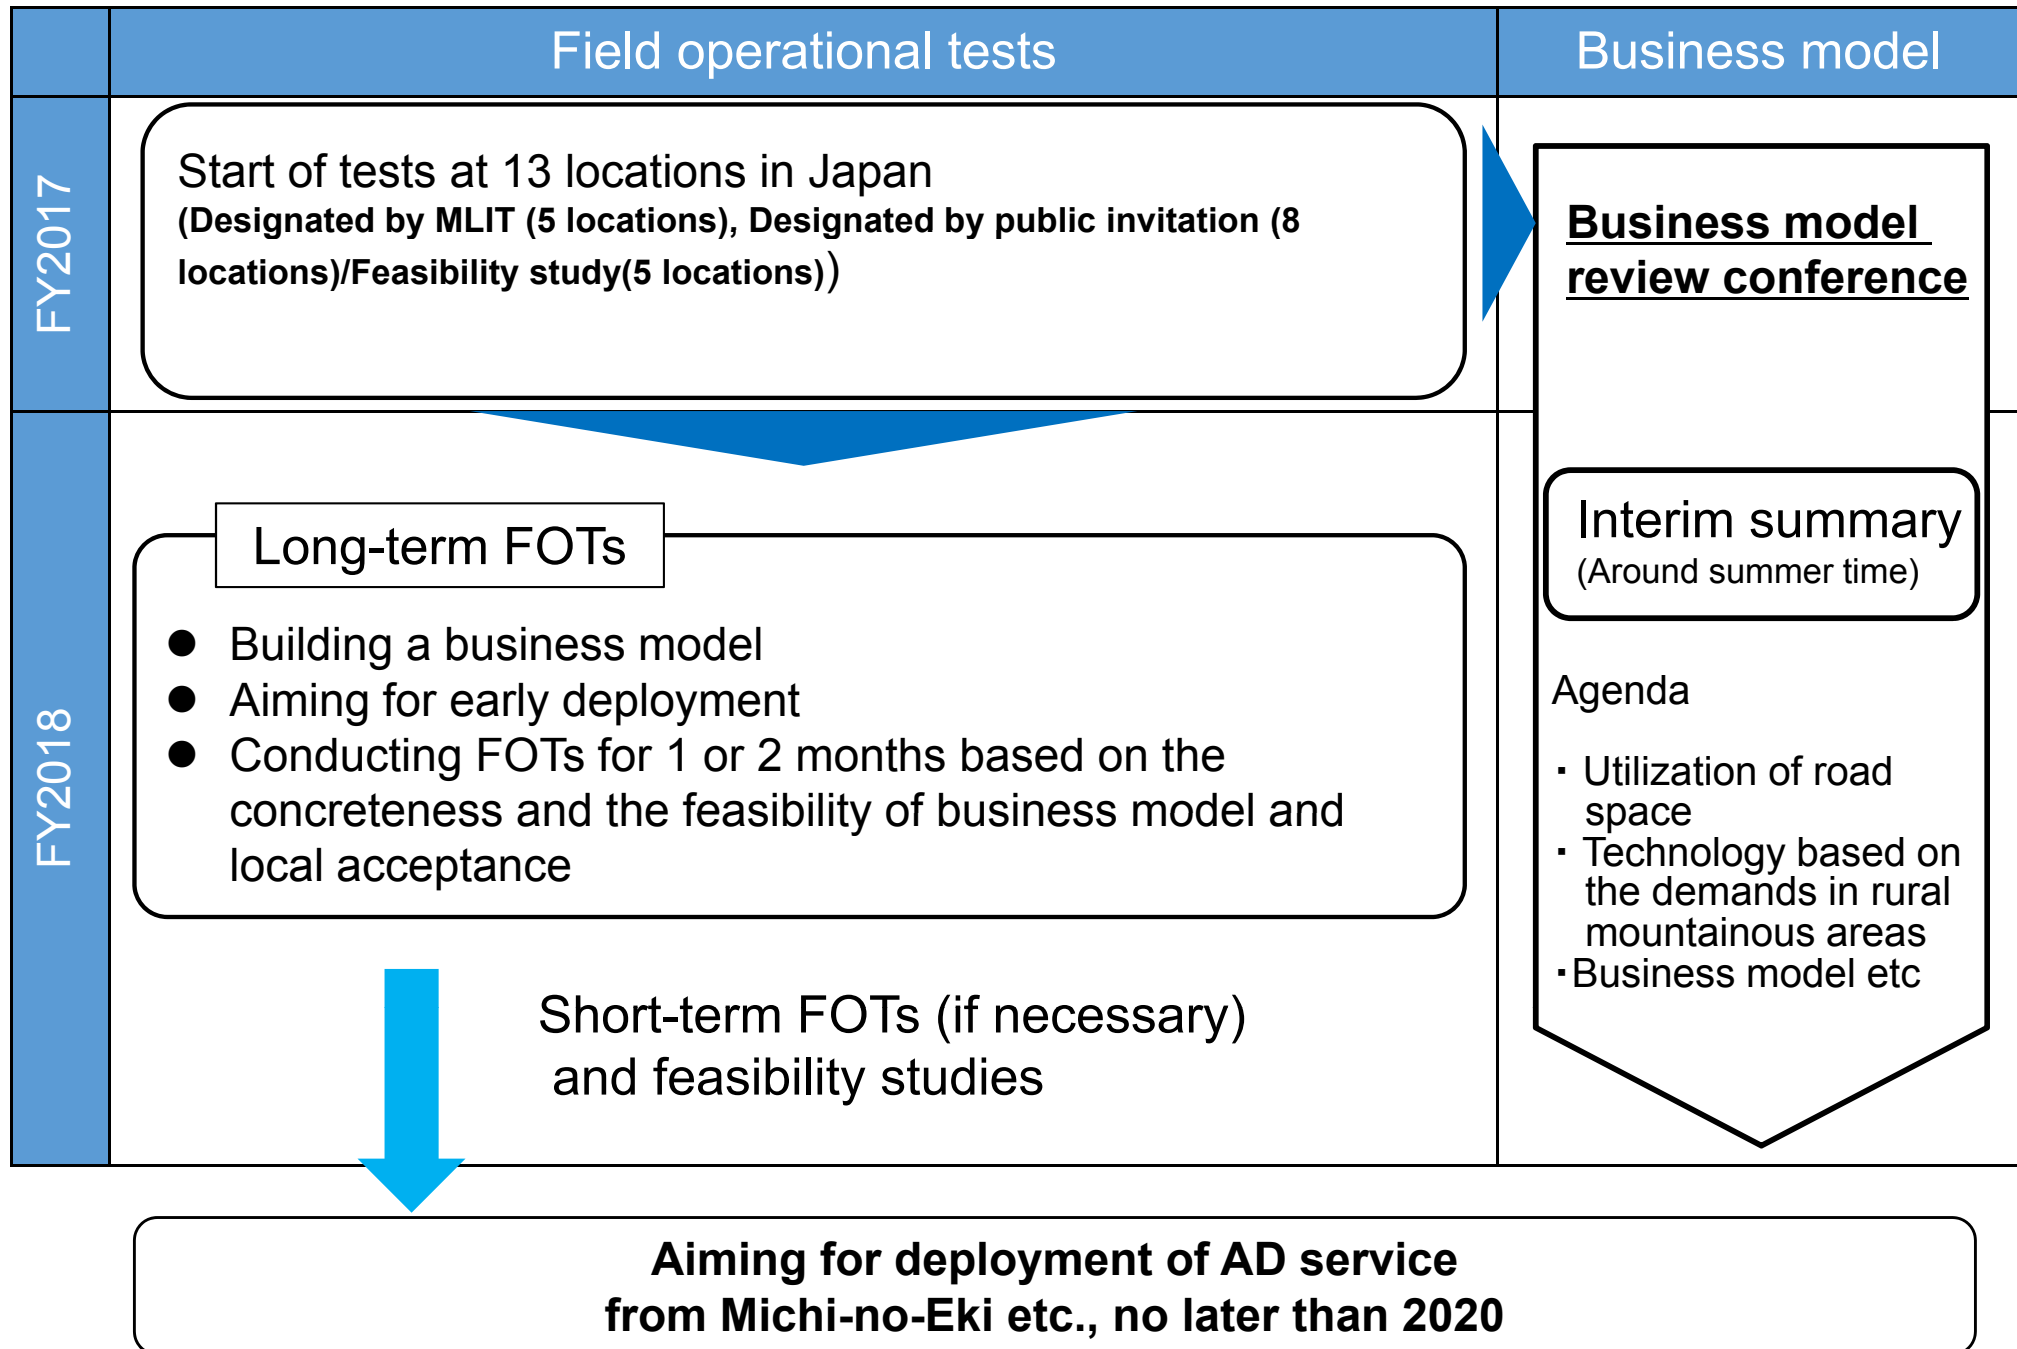 Field operational tests
Business model
FY2017
Start of tests at 13 locations in Japan
(Designated by MLIT (5 locations), Designated by public invitation (8
locations)/Feasibility study(5 locations))
Business model
review conference
FY2018
Long-term FOTs
● Building a business model
● Aiming for early deployment
● Conducting FOTs for 1 or 2 months based on the
concreteness and the feasibility of business model and
local acceptance
Short-term FOTs (if necessary)
and feasibility studies
Interim summary
(Around summer time)
Agenda
・Utilization of road
space
・Technology based on
the demands in rural
mountainous areas
・Business model etc
Aiming for deployment of AD service
from Michi-no-Eki etc., no later than 2020